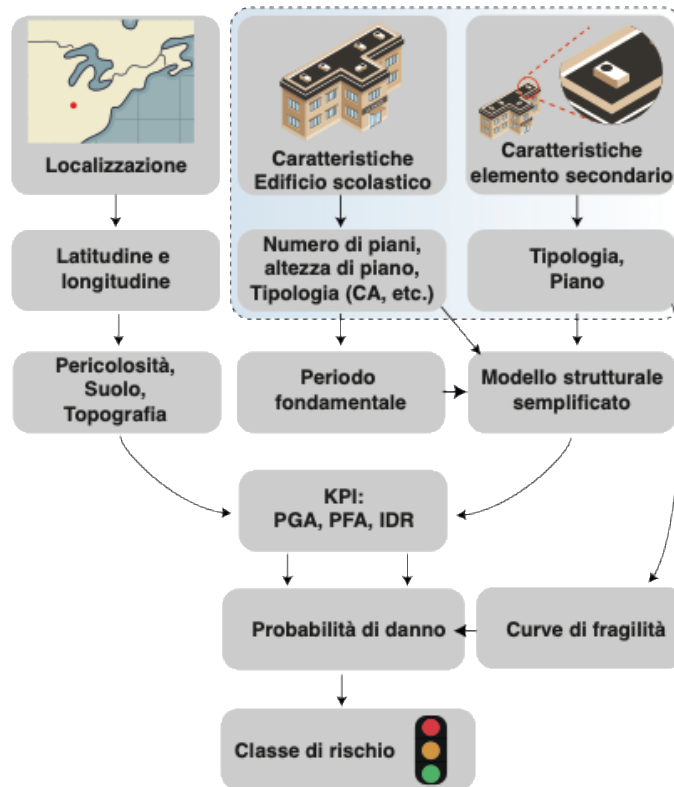 Localizzazione
Caratteristiche
Edificio scolastico
Caratteristiche
elemento secondario
Latitudine e
longitudine
Numero di piani,
altezza di piano,
Tipologia (CA, etc.)
Tipologia,
Piano
Pericolosità,
Suolo,
Topografia
Periodo
fondamentale
Modello strutturale
semplificato
KPI:
PGA, PFA, IDR
Probabilità di danno
Curve di fragilità
Classe di rischio